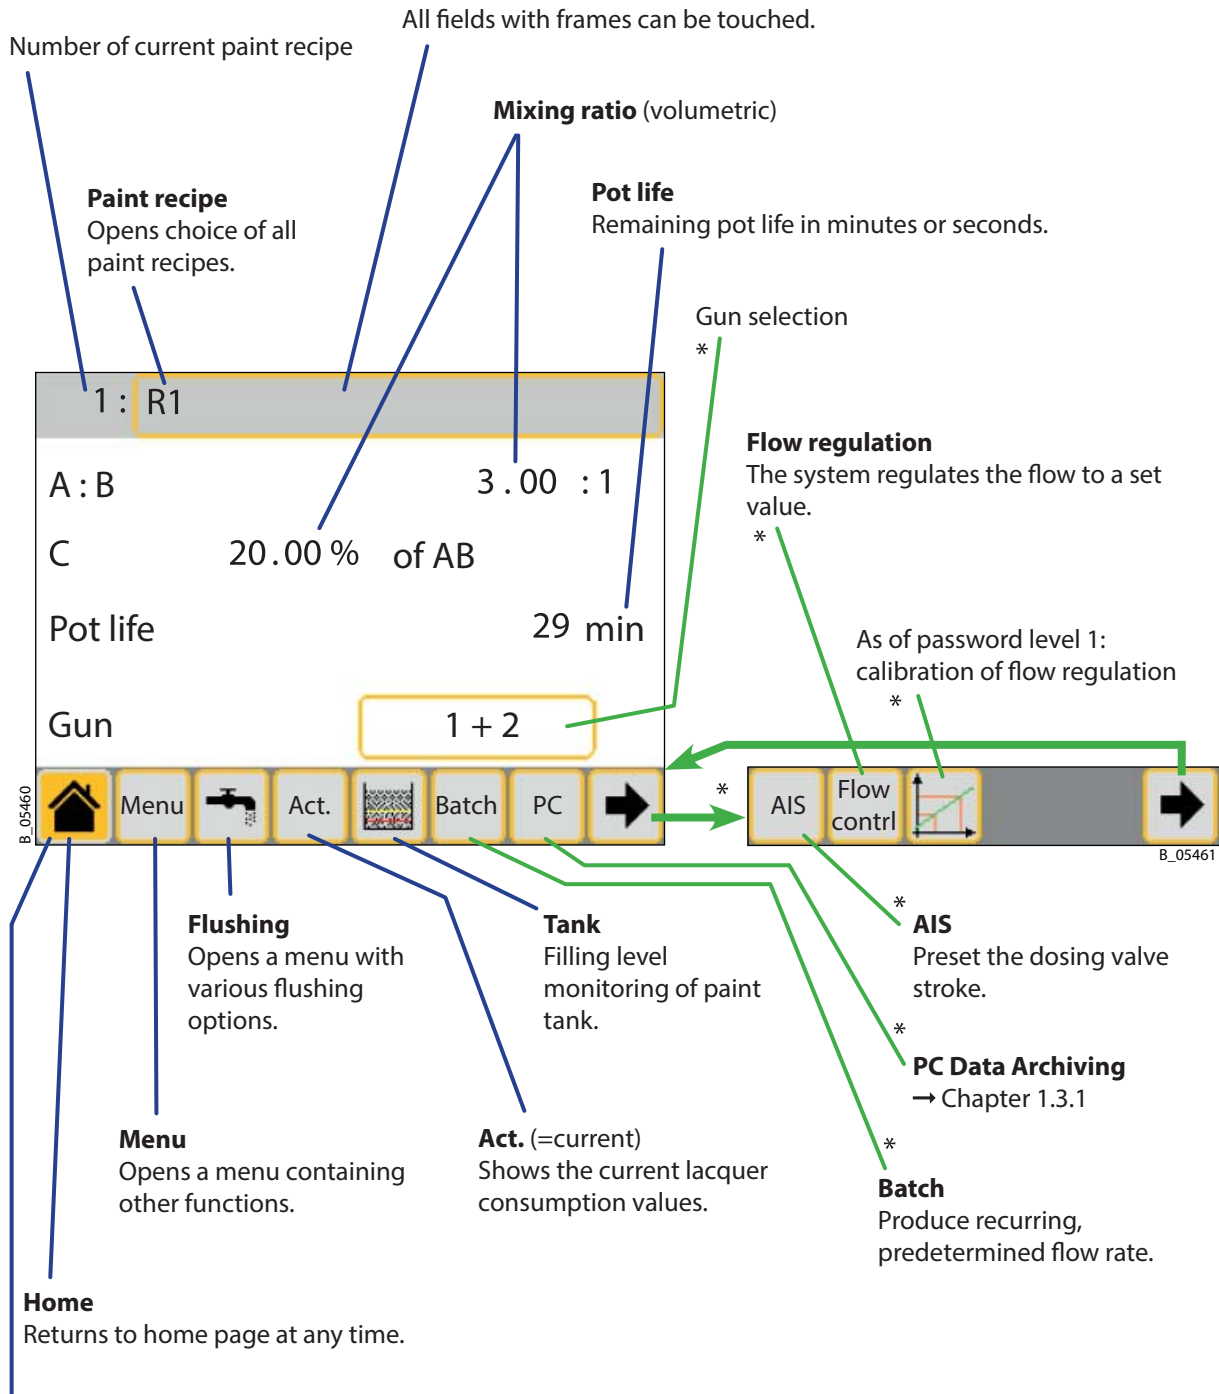 All fields with frames can be touched.
Number of current paint recipe
Mixing ratio (volumetric)
Paint recipe
Opens choice of all
paint recipes.
Pot life
Remaining pot life in minutes or seconds.
Gun selection
*
1 : R1
Flow regulation
The system regulates the flow to a set
value.
*
A : B 3.00 : 1
C 20.00 % of AB
Pot life 29 min
As of password level 1:
calibration of flow regulation
*
Gun 1 + 2
B_05460
Menu Act. Batch PC
*
AIS Flow contrl
B_05461
Flushing
Opens a menu with
various flushing
options.
Tank
Filling level
monitoring of paint
tank.
*
AIS
Preset the dosing valve
stroke.
*
PC Data Archiving
→ Chapter 1.3.1
Menu
Opens a menu containing
other functions.
Act. (=current)
Shows the current lacquer
consumption values.
*
Batch
Produce recurring,
predetermined flow rate.
Home
Returns to home page at any time.